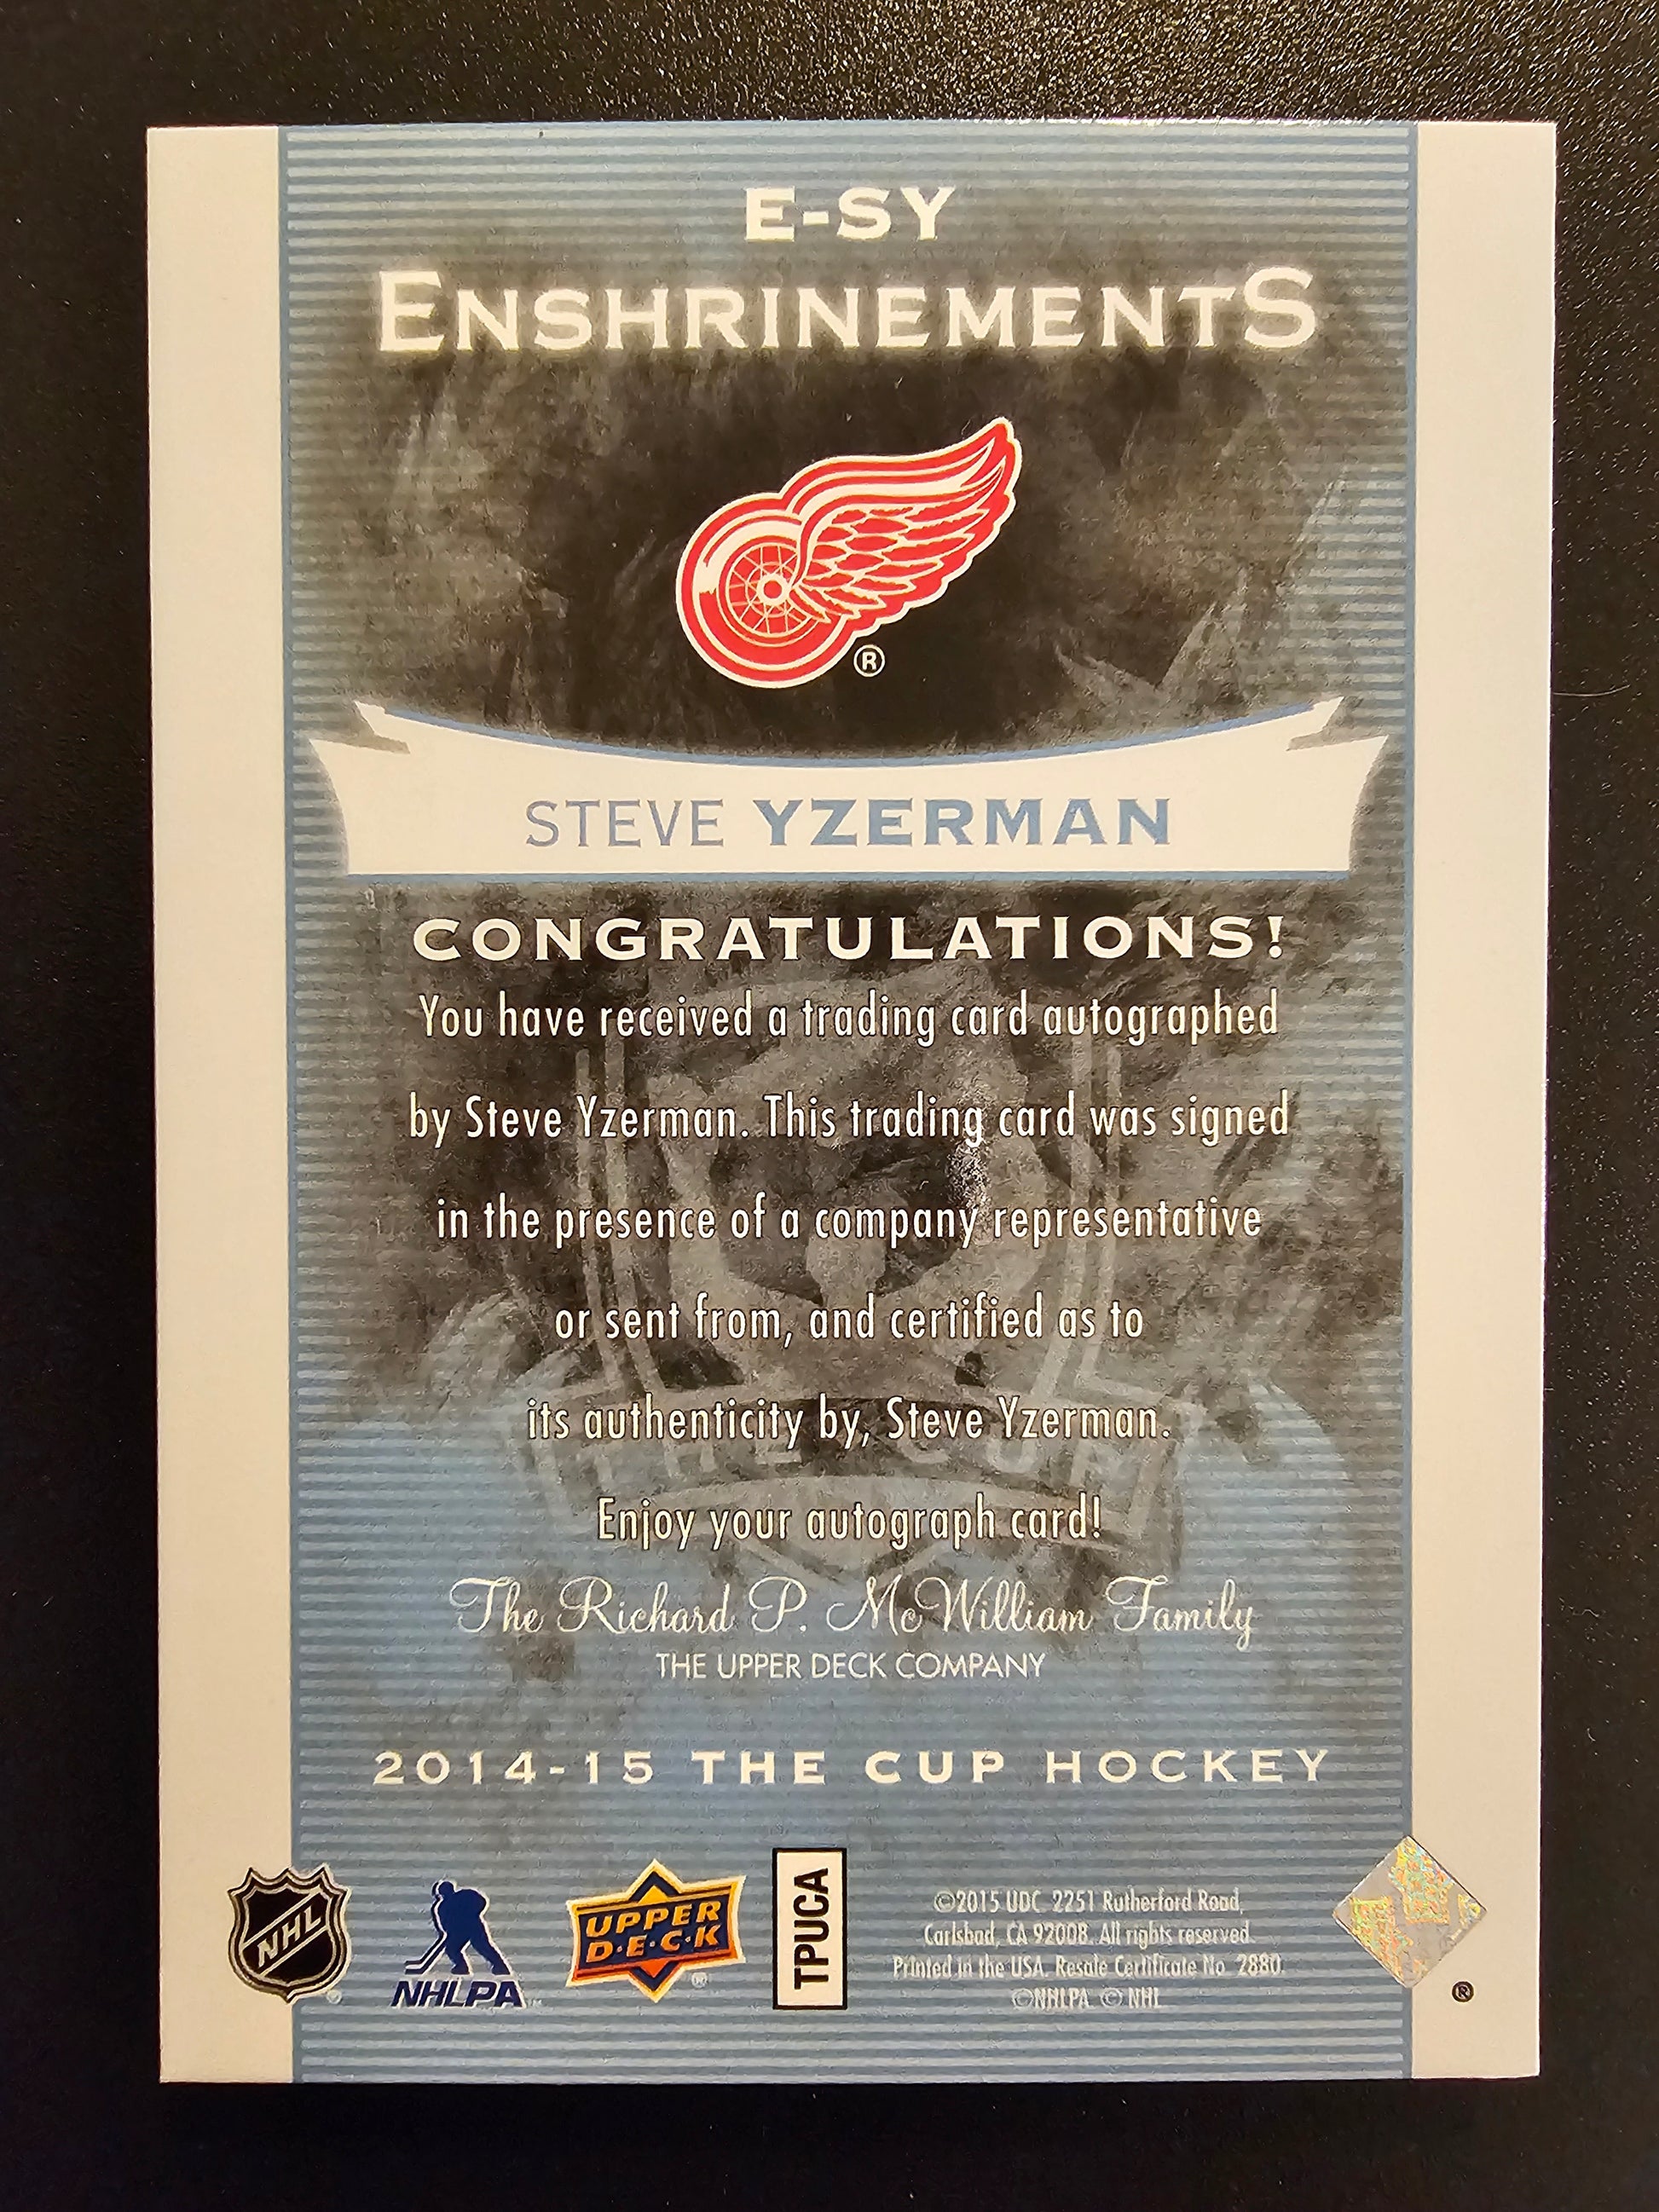 E-SY
ENSHRINEMENTS
®
STEVE YZERMAN
CONGRATULATIONS!
You have received a trading card autographed
by Steve Yzerman. This trading card was signed
in the presence of a company representative
or sent from, and certified as to
its authenticity by, Steve Yzerman.
Enjoy your autograph card!
The Richard P. McWilliam Family
THE UPPER DECK COMPANY
THE CUP
2014-15 THE CUP HOCKEY
NHL
®
NHLPA
™
UPPER
D·E·C·K
®
TPUCA
©2015 UDC 2251 Rutherford Road,
Carlsbad, CA 92008. All rights reserved.
Printed in the USA. Resale Certificate No. 2880.
©NHLPA © NHL
®